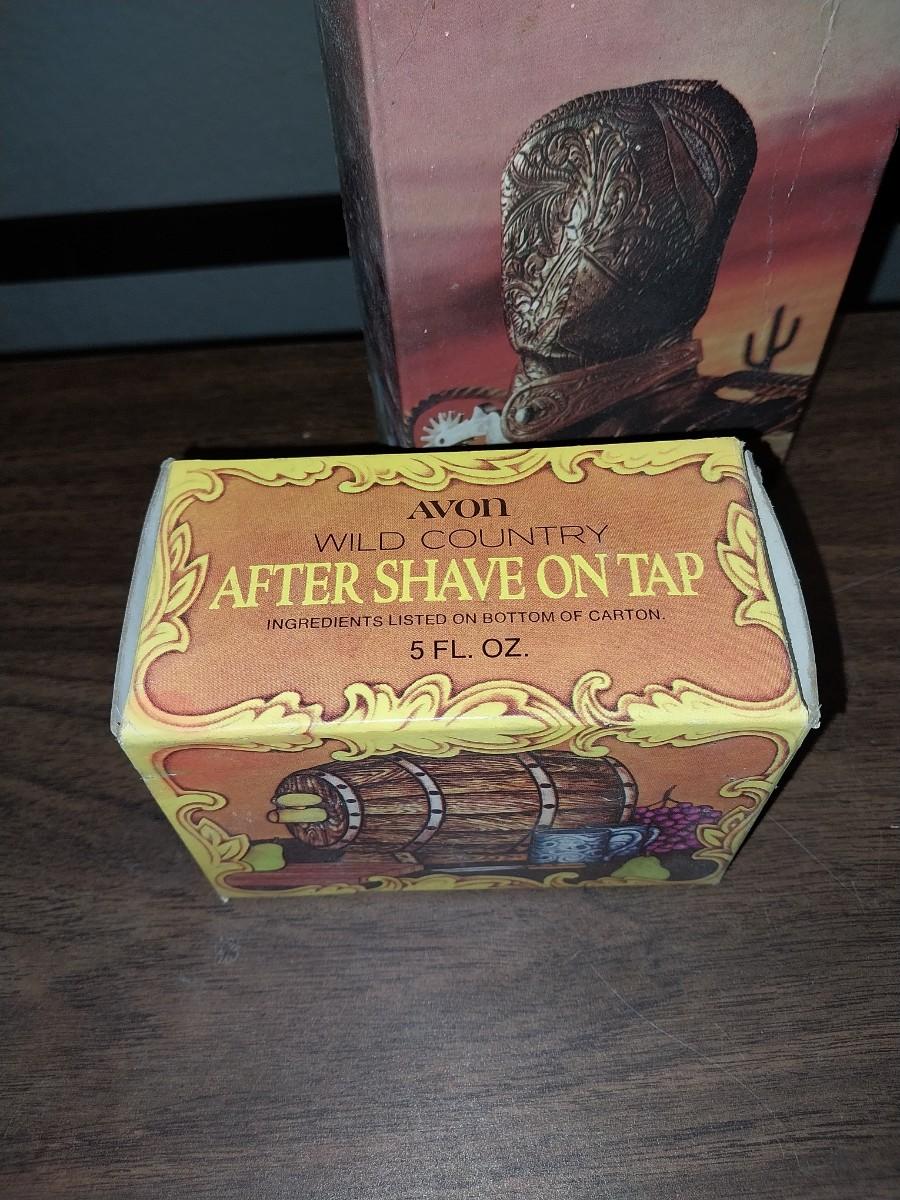 AVON
WILD COUNTRY
AFTER SHAVE ON TAP
INGREDIENTS LISTED ON BOTTOM OF CARTON.
5 FL. OZ.